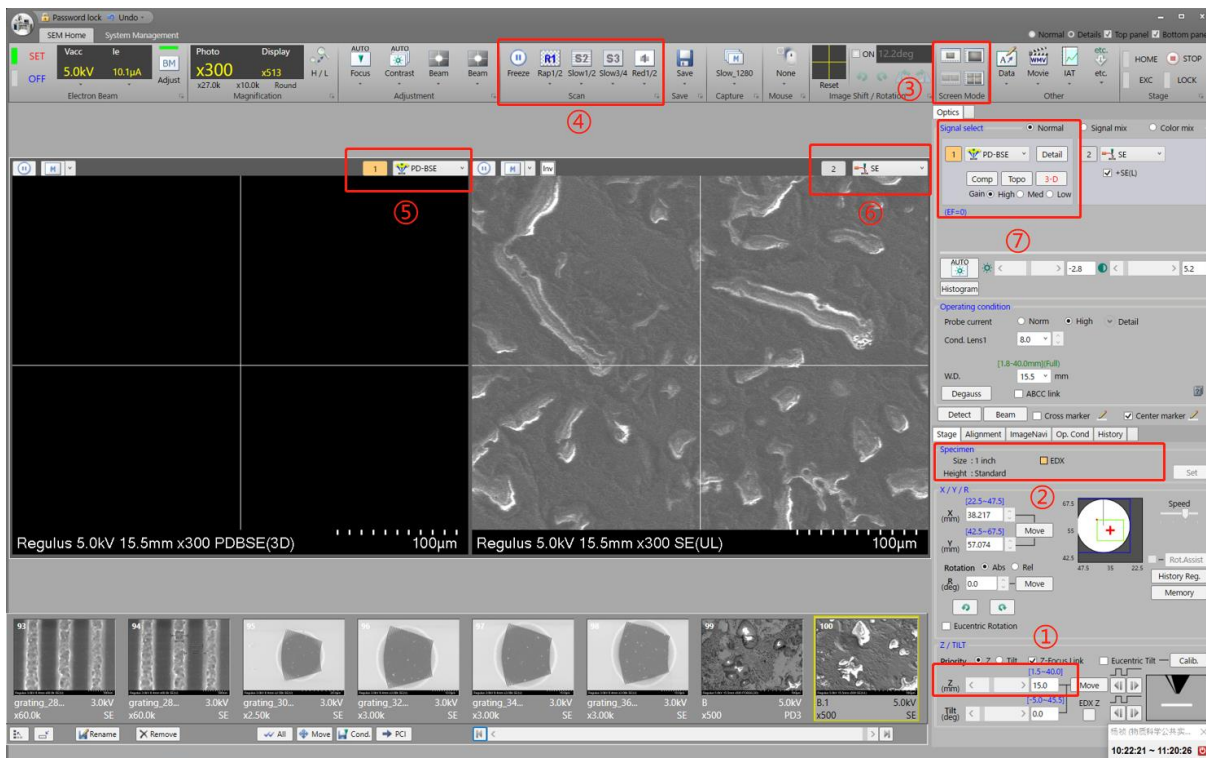 Password lock Undo
SEM Home System Management
Normal Details Top panel Bottom pane
SET Vacc Ie
5.0kV 10.1μA BM
OFF Adjust
Electron Beam
Photo Display
x300 x513
x27.0k x10.0k Round
H / L
Magnification
AUTO AUTO
Focus Contrast Beam Beam
Adjustment
R1 S2 S3
Freeze Rap1/2 Slow1/2 Slow3/4 Red1/2
Scan
④
Save
Save
Slow_1280
Capture
None
Mouse
ON 12.2deg
Reset
Image Shift / Rotation
③
Screen Mode
WMV etc.
Data Movie IAT etc.
Other
HOME STOP
EXC LOCK
Stage
M 1 PD-BSE
⑤
M Inv 2 SE
⑥
Regulus 5.0kV 15.5mm x300 PDBSE(3D) 100μm
Regulus 5.0kV 15.5mm x300 SE(UL) 100μm
Optics
Signal select Normal Signal mix Color mix
1 PD-BSE Detail 2 SE
+SE(L)
Comp Topo 3-D
Gain High Med Low
(EF=0)
⑦
AUTO < > -2.8 < > 5.2
Histogram
Operating condition
Probe current Norm High Detail
Cond. Lens1 8.0
[1.8-40.0mm](Full)
W.D. 15.5 mm
Degauss ABCC link
Detect Beam Cross marker Center marker
Stage Alignment ImageNavi Op. Cond History
Specimen
Size : 1 inch EDX
Height : Standard Set
②
X / Y / R
[22.5~47.5]
X (mm) 38.217
[42.5~67.5] Move
Y (mm) 57.074
67.5
55
42.5
47.5 35 22.5
Speed
Rotation Abs Rel
R (deg) 0.0 Move
Rot.Assist
History Reg.
Memory
Eucentric Rotation
①
Z / TILT
Priority Z Tilt Z-Focus Link Eucentric Tilt Calib.
[1.5~40.0]
Z (mm) < > 15.0 Move
[-5.0~45.5] EDX Z
Tilt (deg) < > 0.0
93 94 95 96 97 98 99 100
grating_28... 3.0kV
x60.0k SE
grating_28... 3.0kV
x60.0k SE
grating_30... 3.0kV
x2.50k SE
grating_32... 3.0kV
x3.00k SE
grating_34... 3.0kV
x3.00k SE
grating_36... 3.0kV
x3.00k SE
B 5.0kV
x500 PD3
B.1 5.0kV
x500 SE
Rename Remove All Move Cond. PCI
10:22:21 ~ 11:20:26